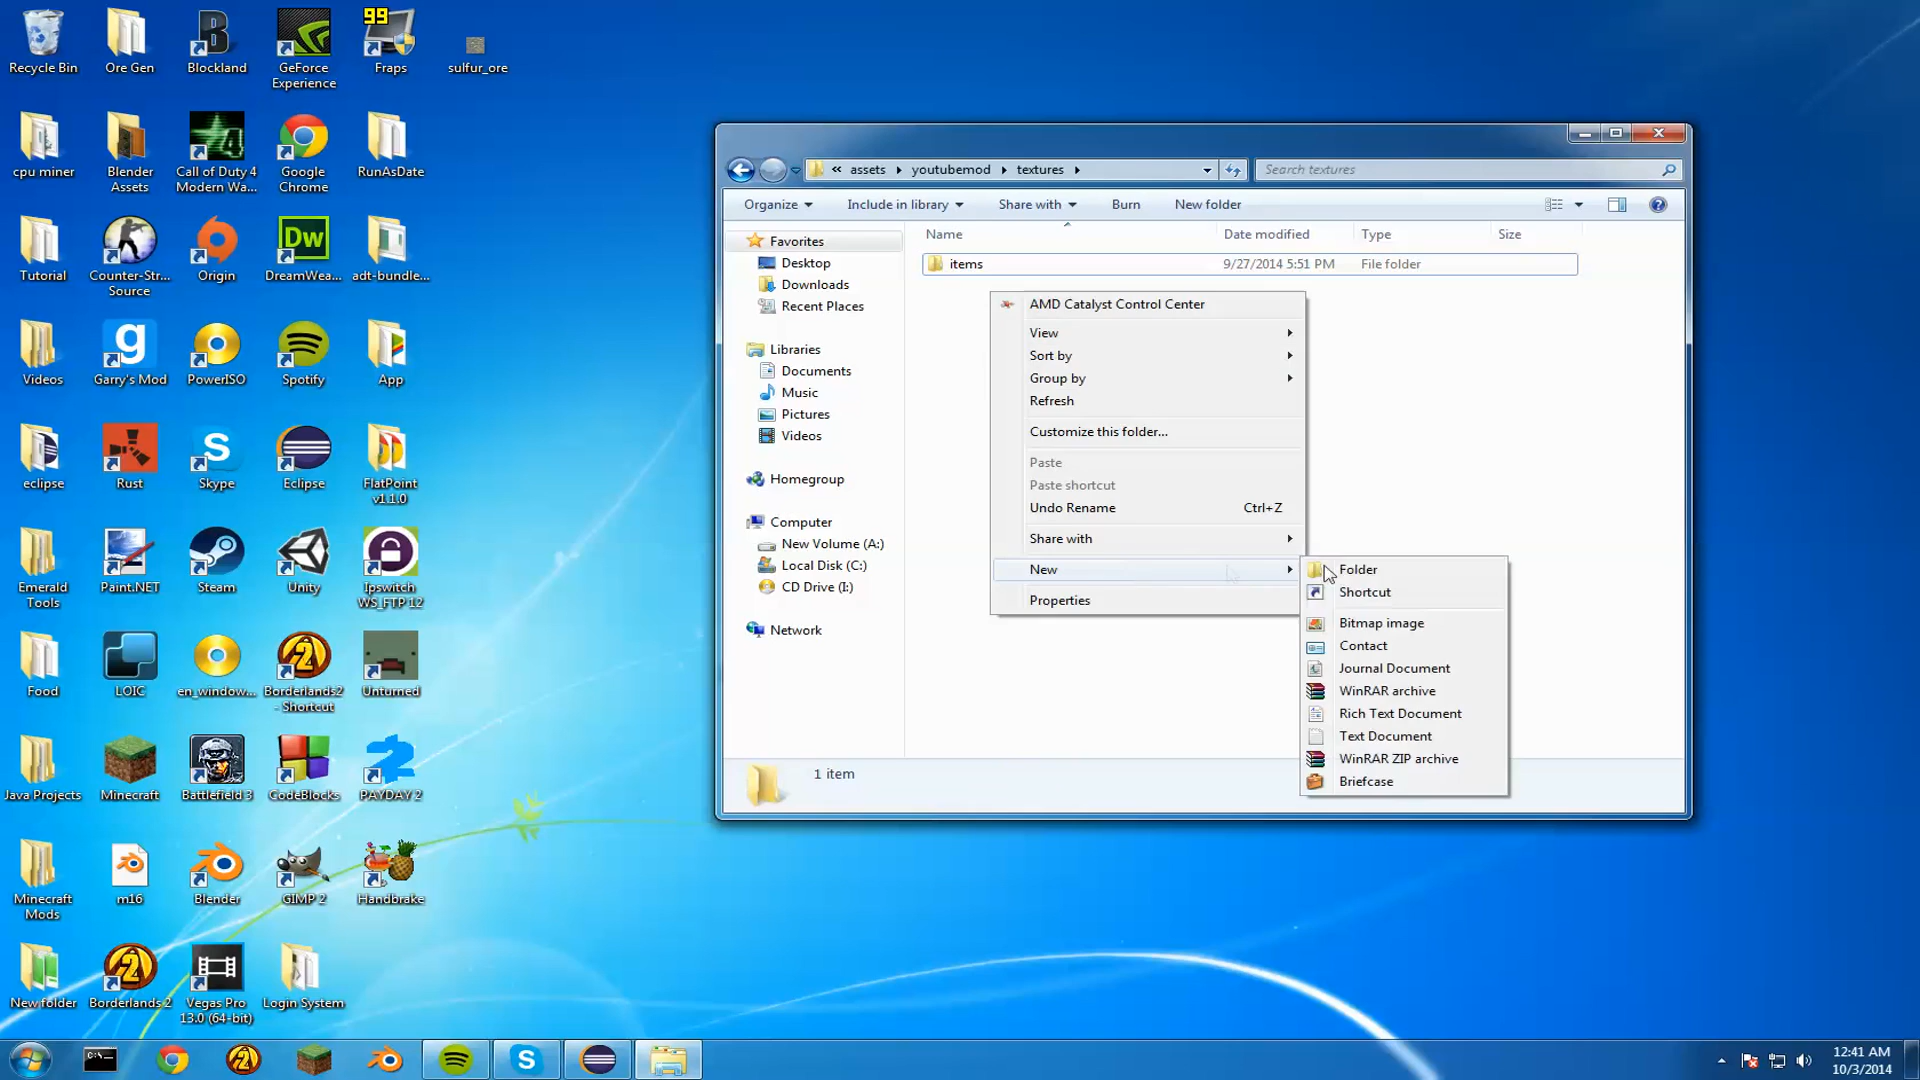 99
Recycle Bin
Ore Gen
Blockland
GeForce
Experience
Fraps
sulfur_ore
cpu miner
Blender
Assets
Call of Duty 4
Modern Wa...
Google
Chrome
RunAsDate
Tutorial
Counter-Str...
Source
Origin
Dw
DreamWea...
adt-bundle...
Videos
Garry's Mod
PowerISO
Spotify
App
eclipse
Rust
Skype
Eclipse
FlatPoint
v1.1.0
Emerald
Tools
Paint.NET
Steam
Unity
Ipswitch
WS_FTP 12
Food
LOIC
en_window...
Borderlands2
- Shortcut
Unturned
Java Projects
Minecraft
Battlefield 3
CodeBlocks
PAYDAY 2
Minecraft
Mods
m16
Blender
GIMP 2
Handbrake
New folder
Borderlands 2
Vegas Pro
13.0 (64-bit)
Login System
« assets youtubemod textures
Search textures
Organize Include in library Share with Burn New folder
Name Date modified Type Size
items 9/27/2014 5:51 PM File folder
Favorites
Desktop
Downloads
Recent Places
Libraries
Documents
Music
Pictures
Videos
Homegroup
Computer
New Volume (A:)
Local Disk (C:)
CD Drive (I:)
Network
AMD Catalyst Control Center
View
Sort by
Group by
Refresh
Customize this folder...
Paste
Paste shortcut
Undo Rename Ctrl+Z
Share with
New
Properties
Folder
Shortcut
Bitmap image
Contact
Journal Document
WinRAR archive
Rich Text Document
Text Document
WinRAR ZIP archive
Briefcase
1 item
12:41 AM
10/3/2014